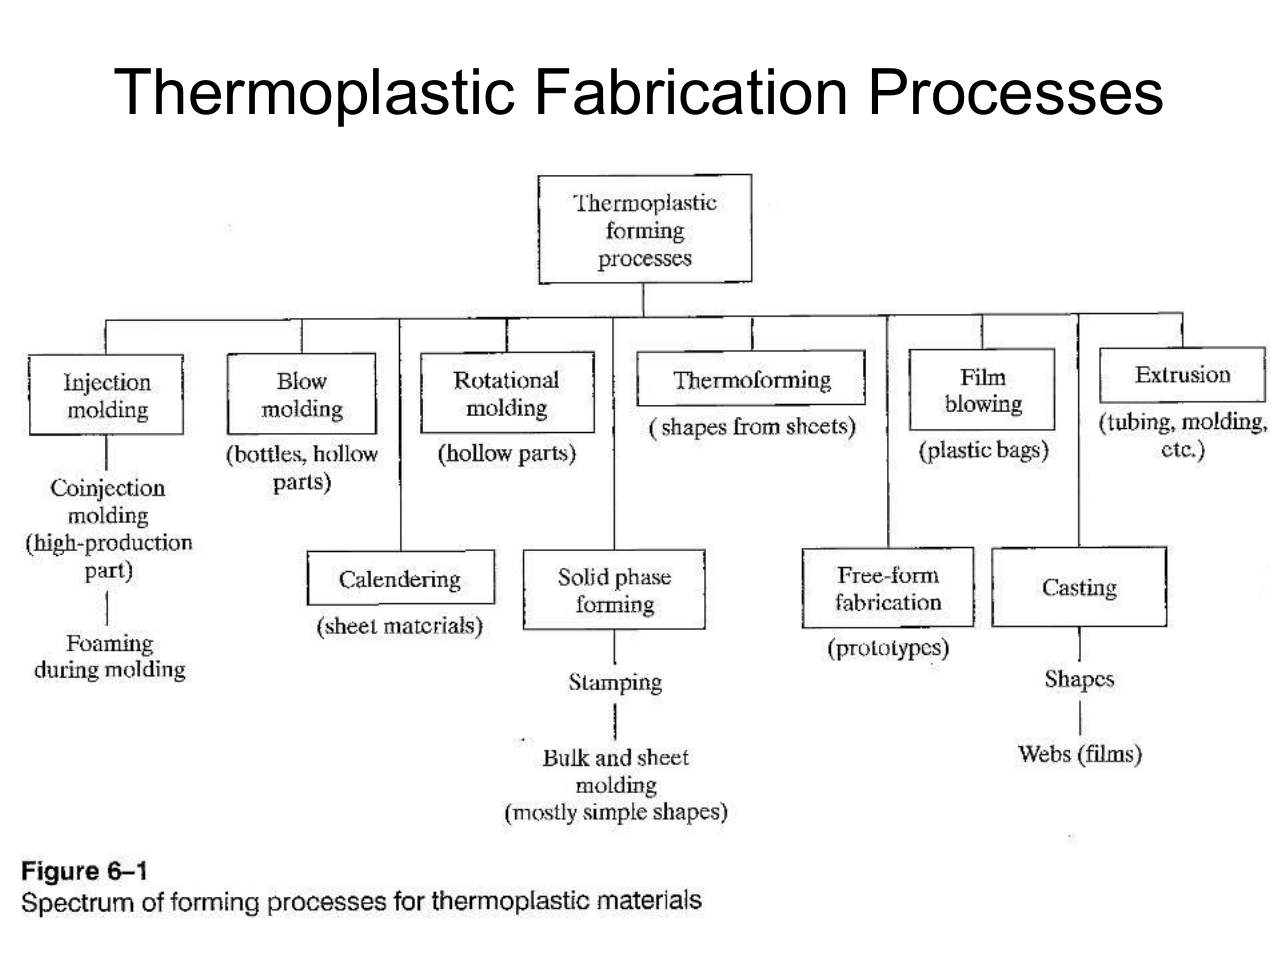 Thermoplastic Fabrication Processes
Thermoplastic
forming
processes
Injection
molding
Blow
molding
Rotational
molding
Thermoforming
Film
blowing
Extrusion
(bottles, hollow
parts)
(hollow parts)
(shapes from sheets)
(plastic bags)
(tubing, molding,
etc.)
Coinjection
molding
(high-production
part)
Foaming
during molding
Calendering
(sheet materials)
Solid phase
forming
Stamping
Bulk and sheet
molding
(mostly simple shapes)
Free-form
fabrication
(prototypes)
Casting
Shapes
Webs (films)
Figure 6–1
Spectrum of forming processes for thermoplastic materials